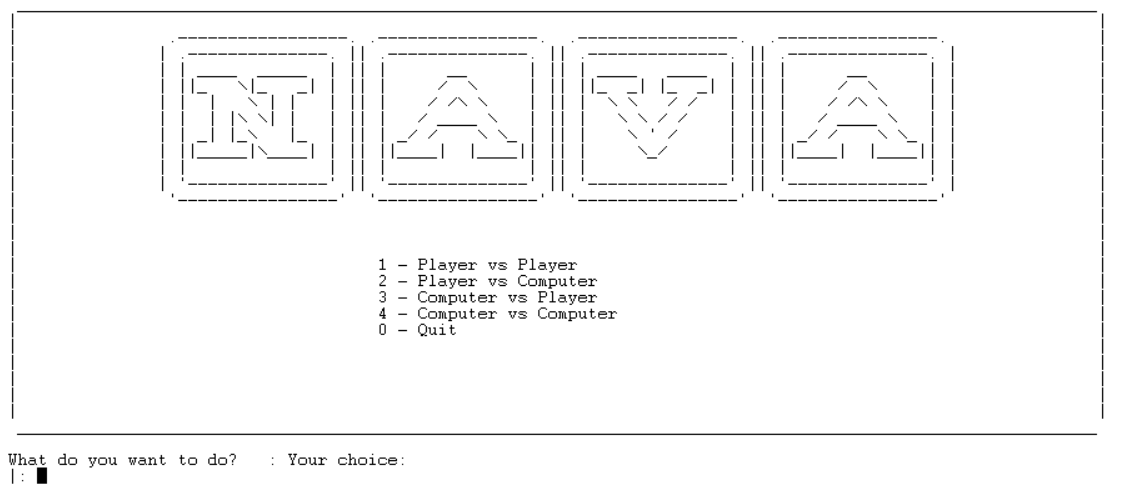 NAVA
1 - Player vs Player
2 - Player vs Computer
3 - Computer vs Player
4 - Computer vs Computer
0 - Quit
What do you want to do?   : Your choice:
|: